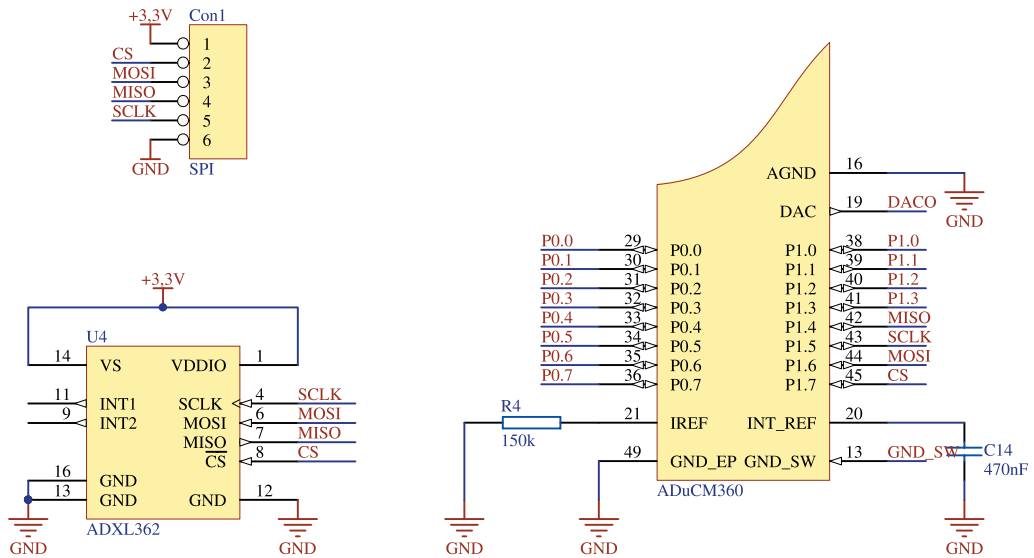 +3,3V
Con1
1
CS 2
MOSI 3
MISO 4
SCLK 5
6
GND
SPI
+3,3V
U4
14 VS VDDIO 1
11 INT1 SCLK 4 SCLK
9 INT2 MOSI 6 MOSI
MISO 7 MISO
CS 8 CS
16 GND
13 GND GND 12
GND
ADXL362
GND
AGND 16
GND
DAC 19 DACO
P0.0 29 P0.0 P1.0 38 P1.0
P0.1 30 P0.1 P1.1 39 P1.1
P0.2 31 P0.2 P1.2 40 P1.2
P0.3 32 P0.3 P1.3 41 P1.3
P0.4 33 P0.4 P1.4 42 MISO
P0.5 34 P0.5 P1.5 43 SCLK
P0.6 35 P0.6 P1.6 44 MOSI
P0.7 36 P0.7 P1.7 45 CS
R4
150k
21 IREF INT_REF 20
49 GND_EP GND_SW 13 GND_SW
C14
470nF
ADuCM360
GND
GND
GND